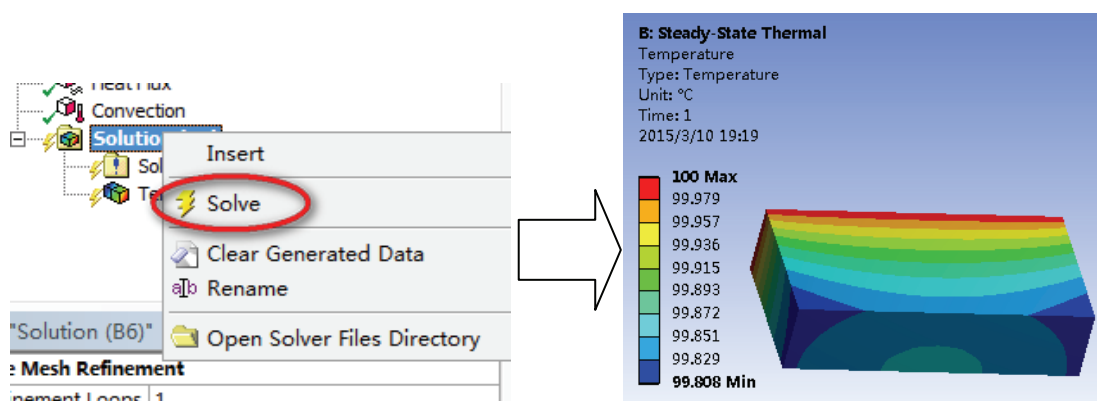 Heat Flux
Convection
Solution
Insert
Sol
Te
Solve
Clear Generated Data
Rename
Open Solver Files Directory
"Solution (B6)"
e Mesh Refinement
inement Loops 1
B: Steady-State Thermal
Temperature
Type: Temperature
Unit: °C
Time: 1
2015/3/10 19:19
100 Max
99.979
99.957
99.936
99.915
99.893
99.872
99.851
99.829
99.808 Min